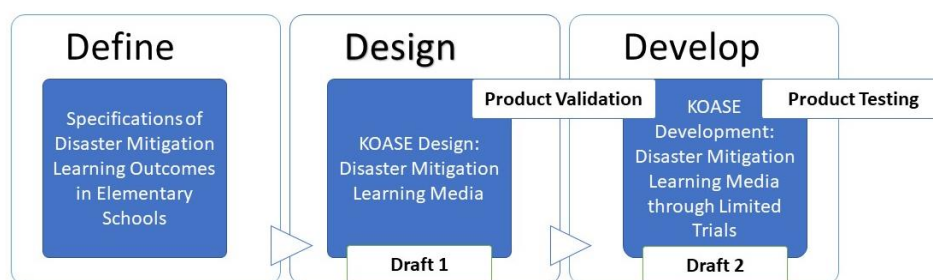 Define
Specifications of
Disaster Mitigation
Learning Outcomes
in Elementary
Schools
Design
Product Validation
KOASE Design:
Disaster Mitigation
Learning Media
Draft 1
Develop
Product Testing
KOASE
Development:
Disaster Mitigation
Learning Media
through Limited
Trials
Draft 2